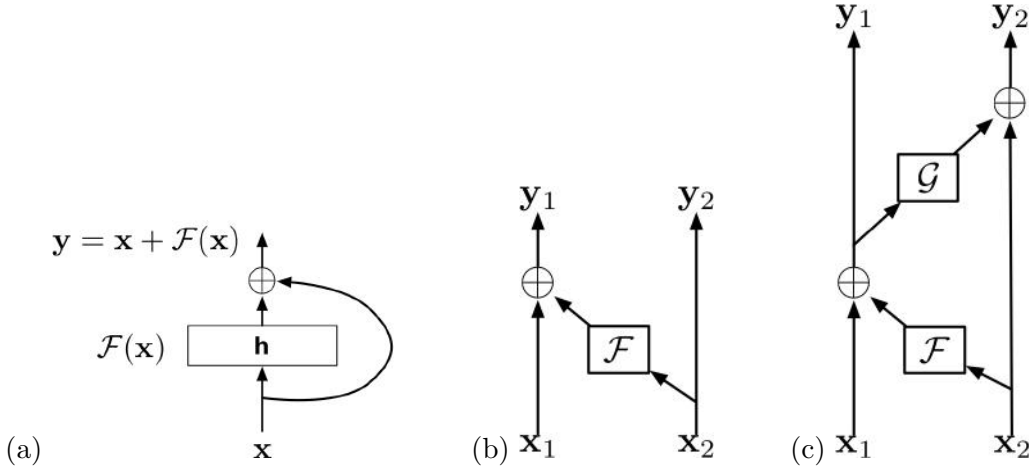 y = x + F(x)
F(x)
h
x
(a)
y₁ y₂
F
x₁ x₂
(b)
y₁ y₂
G
F
x₁ x₂
(c)